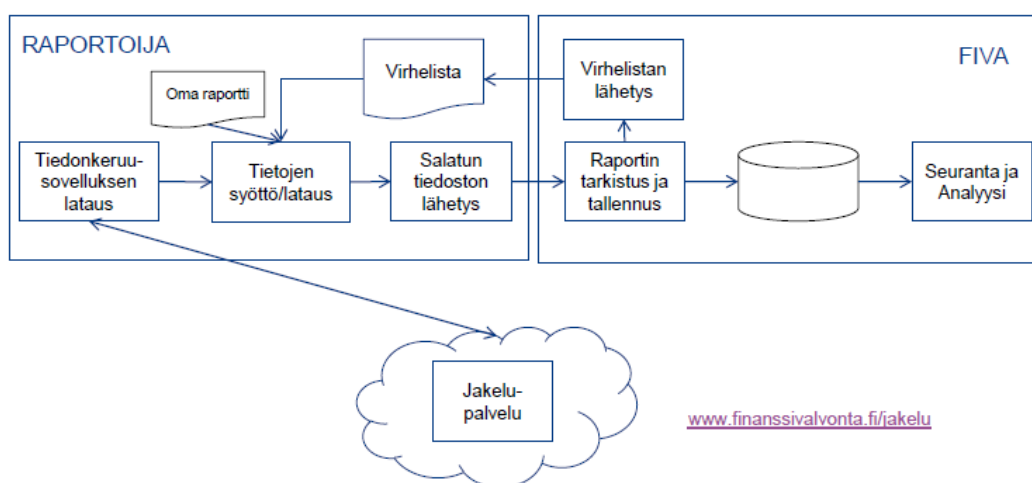 RAPORTOIJA
FIVA
Virhelista
Virhelistan
lähetys
Oma raportti
Tiedonkeruu-
sovelluksen
lataus
Tietojen
syöttö/lataus
Salatun
tiedoston
lähetys
Raportin
tarkistus ja
tallennus
Seuranta ja
Analyysi
Jakelu-
palvelu
www.finanssivalvonta.fi/jakelu